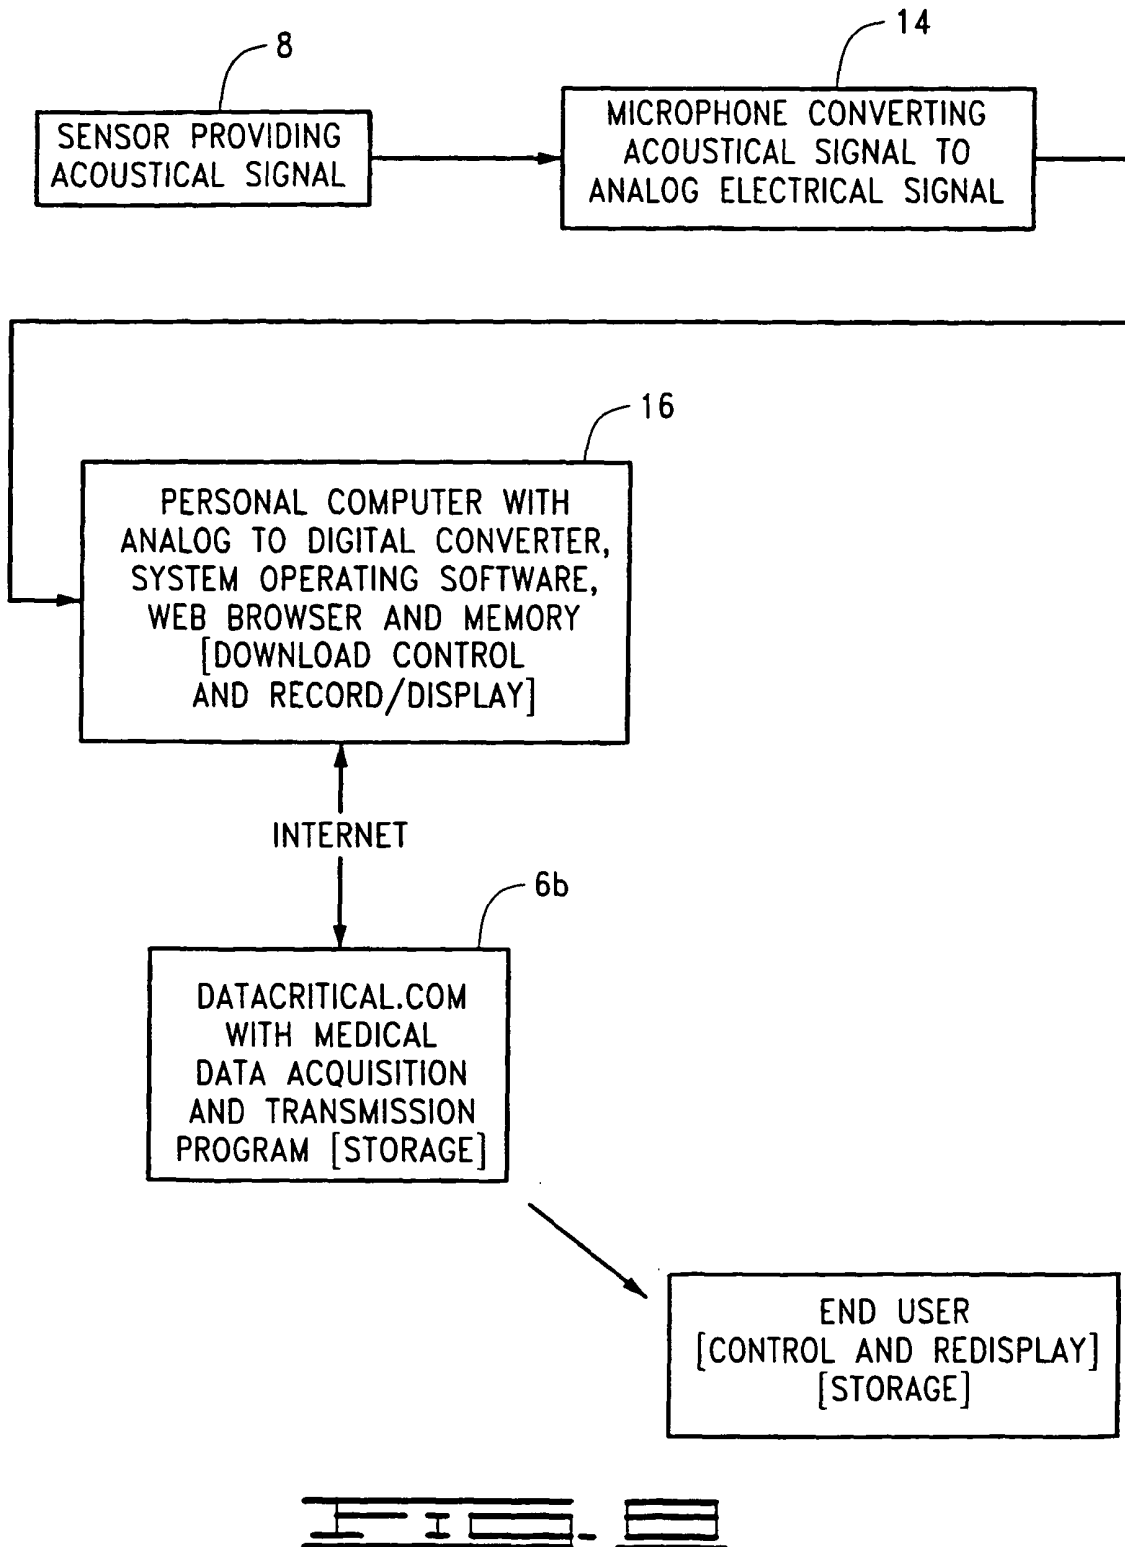 8
14
SENSOR PROVIDING
ACOUSTICAL SIGNAL
MICROPHONE CONVERTING
ACOUSTICAL SIGNAL TO
ANALOG ELECTRICAL SIGNAL
16
PERSONAL COMPUTER WITH
ANALOG TO DIGITAL CONVERTER,
SYSTEM OPERATING SOFTWARE,
WEB BROWSER AND MEMORY
[DOWNLOAD CONTROL
AND RECORD/DISPLAY]
INTERNET
6b
DATACRITICAL.COM
WITH MEDICAL
DATA ACQUISITION
AND TRANSMISSION
PROGRAM [STORAGE]
END USER
[CONTROL AND REDISPLAY]
[STORAGE]